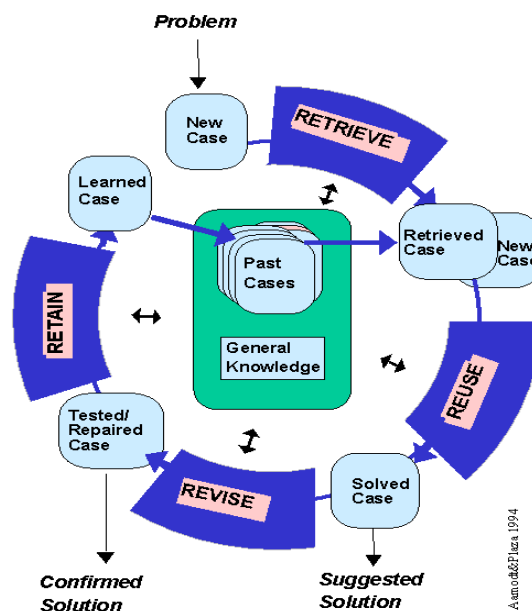 Problem
New
Case
RETRIEVE
Learned
Case
Retrieved
Case
New
Case
Past
Cases
General
Knowledge
RETAIN
REUSE
Tested/
Repaired
Case
REVISE
Solved
Case
Confirmed
Solution
Suggested
Solution
Aamodt&Plaza 1994